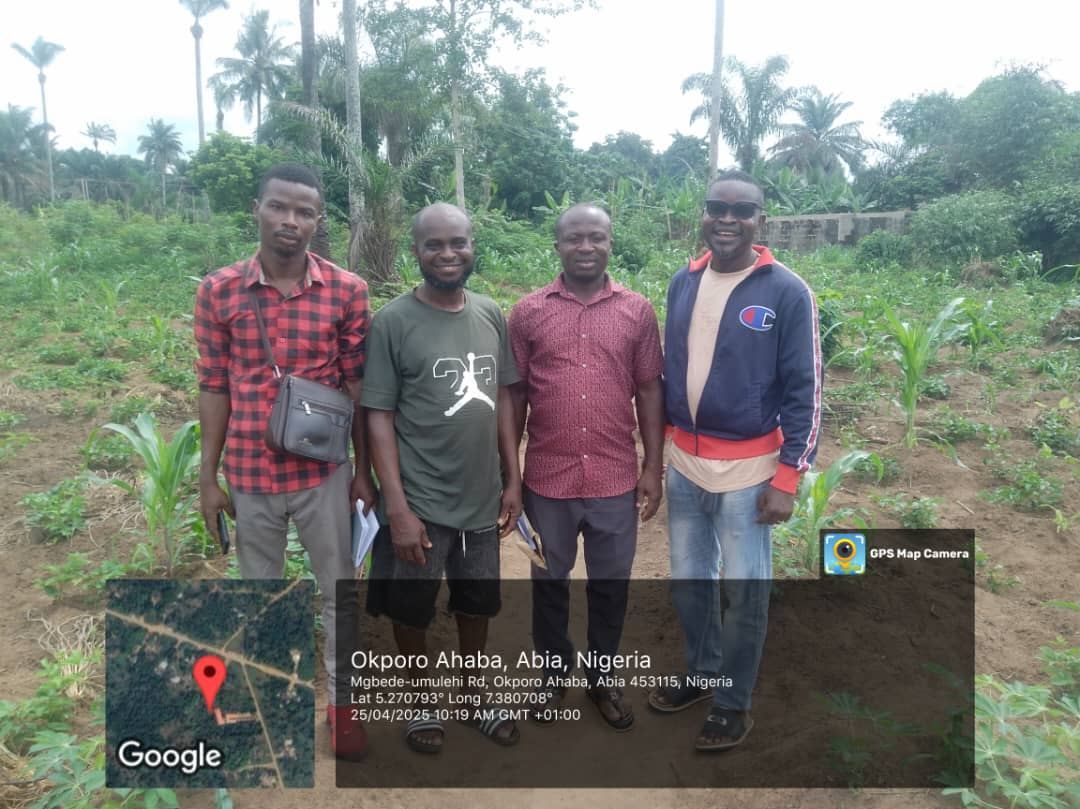 23
GPS Map Camera
Okporo Ahaba, Abia, Nigeria
Mgbede-umulehi Rd, Okporo Ahaba, Abia 453115, Nigeria
Lat 5.270793° Long 7.380708°
25/04/2025 10:19 AM GMT +01:00
Google